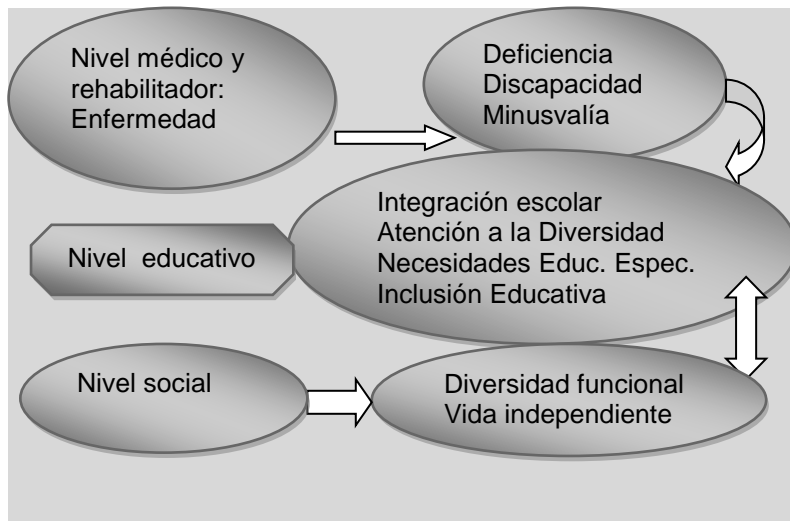 Nivel médico y
rehabilitador:
Enfermedad
Deficiencia
Discapacidad
Minusvalía
Nivel educativo
Integración escolar
Atención a la Diversidad
Necesidades Educ. Espec.
Inclusión Educativa
Nivel social
Diversidad funcional
Vida independiente